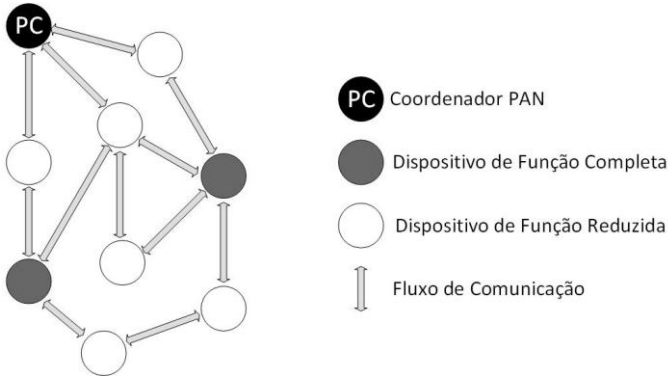 PC
PC Coordenador PAN
Dispositivo de Função Completa
Dispositivo de Função Reduzida
Fluxo de Comunicação